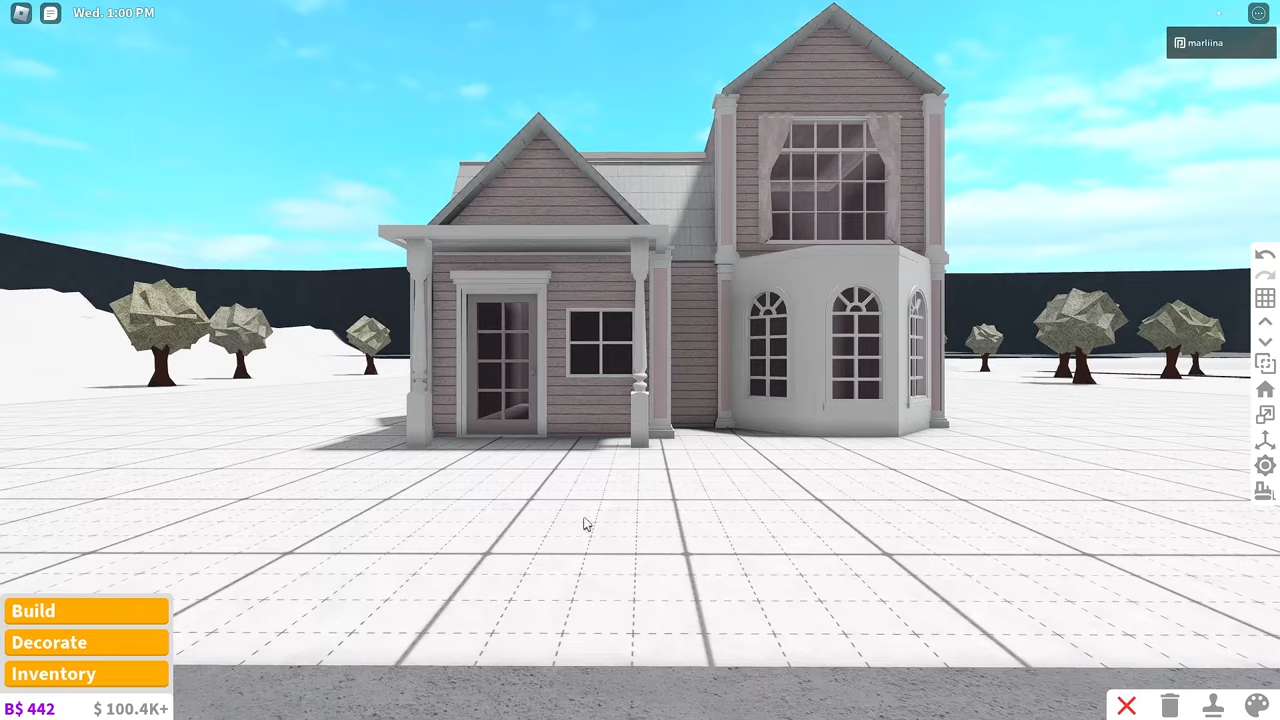 Wed. 1:00 PM
marliina
Build
Decorate
Inventory
B$ 442
$ 100.4K+